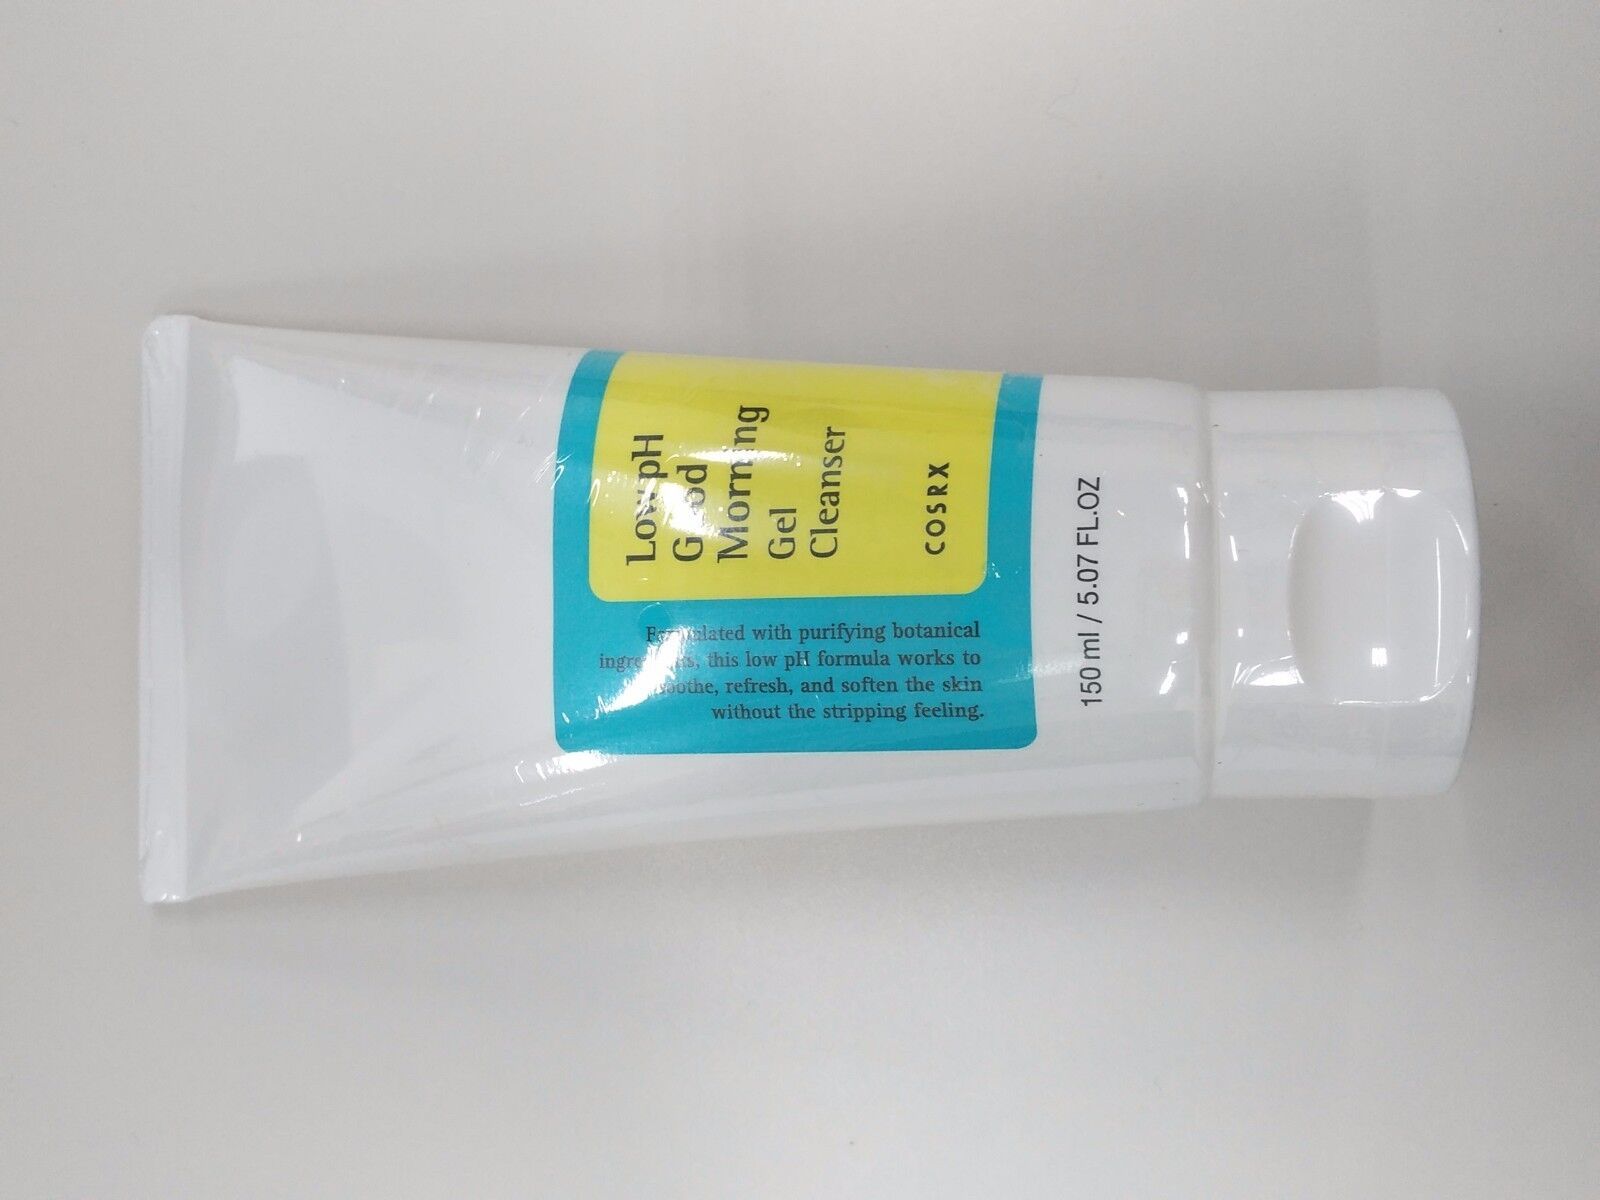 Low pH
Good
Morning
Gel
Cleanser
COSRX
Formulated with purifying botanical
ingredients, this low pH formula works to
soothe, refresh, and soften the skin
without the stripping feeling.
150 ml / 5.07 FL.OZ